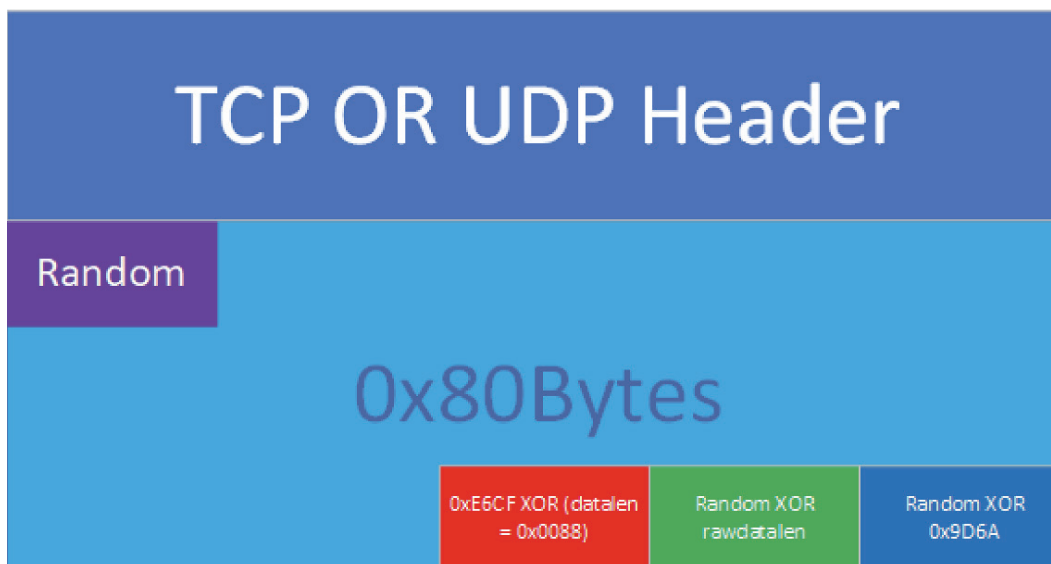 TCP OR UDP Header
Random
0x80Bytes
0xE6CF XOR (datalen
= 0x0088)
Random XOR
rawdatalen
Random XOR
0x9D6A